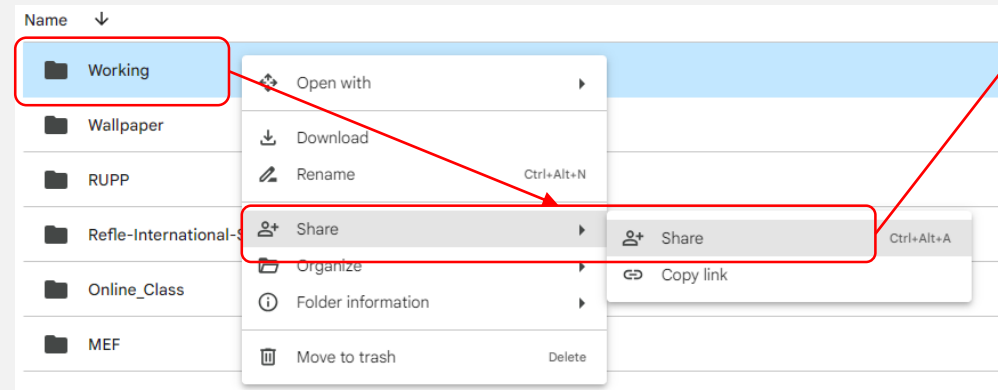 Name
Working
Open with
Wallpaper
Download
RUPP
Rename Ctrl+Alt+N
Refle-International- Share Share Ctrl+Alt+A
Organize Copy link
Online_Class
Folder information
MEF
Move to trash Delete